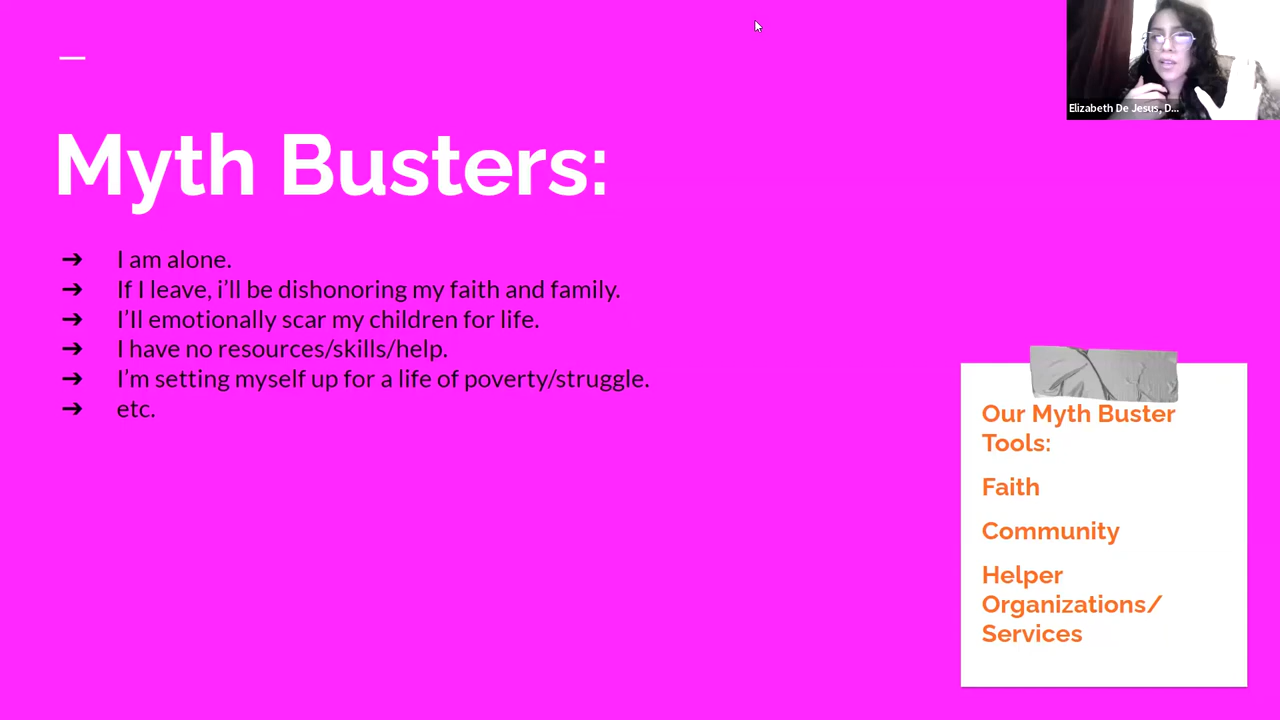 Elizabeth De Jesus, D...
Myth Busters:
➔ I am alone.
➔ If I leave, i’ll be dishonoring my faith and family.
➔ I’ll emotionally scar my children for life.
➔ I have no resources/skills/help.
➔ I’m setting myself up for a life of poverty/struggle.
➔ etc.
Our Myth Buster
Tools:
Faith
Community
Helper
Organizations/
Services